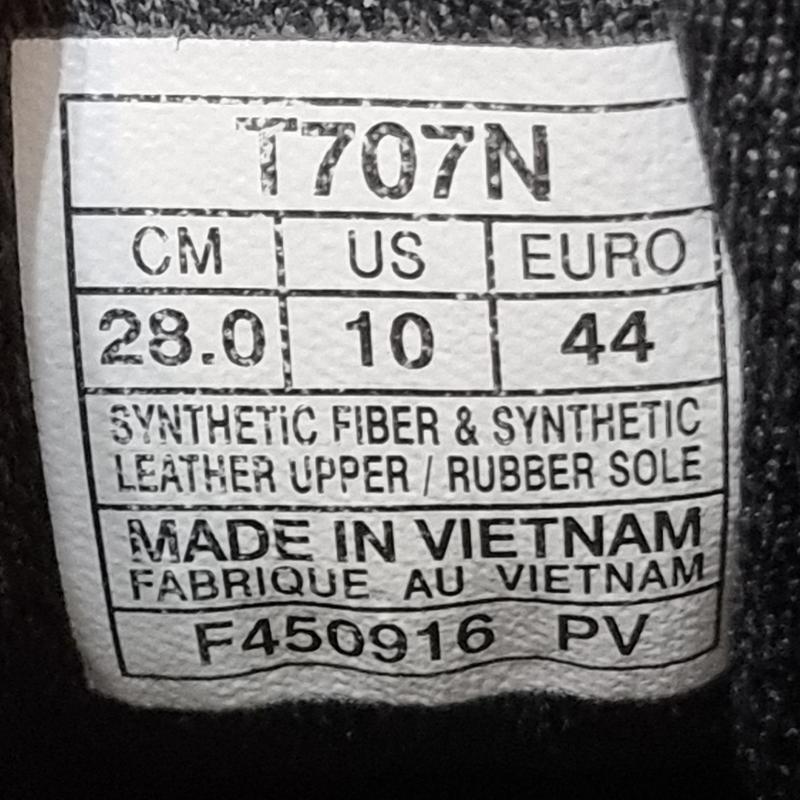 T707N
CM US EURO
28.0 10 44
SYNTHETIC FIBER & SYNTHETIC
LEATHER UPPER / RUBBER SOLE
MADE IN VIETNAM
FABRIQUE AU VIETNAM
F450916 PV